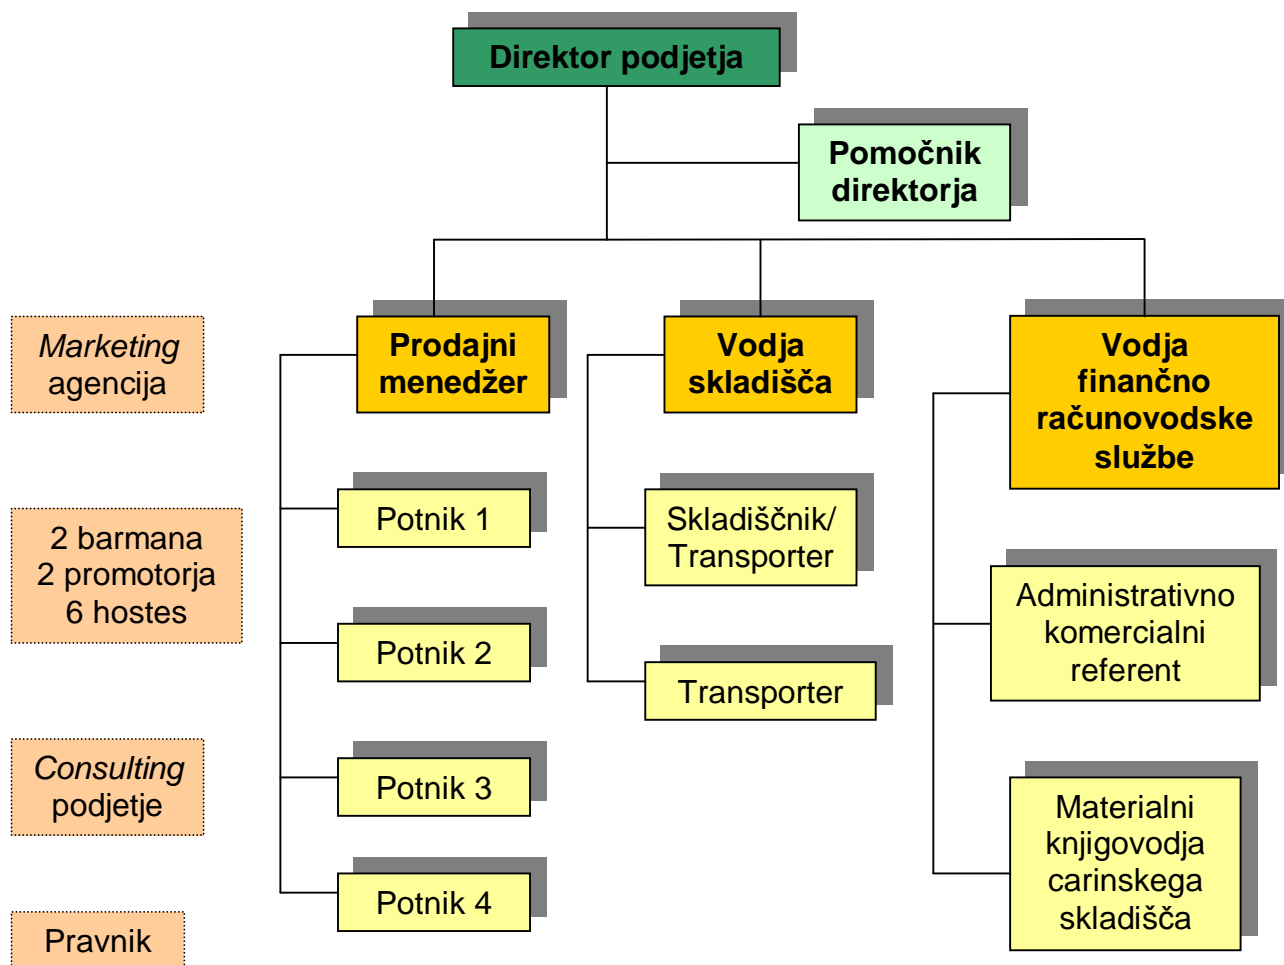 Direktor podjetja
Pomočnik
direktorja
Marketing
agencija
Prodajni
menedžer
Vodja
skladišča
Vodja
finančno
računovodske
službe
2 barmana
2 promotorja
6 hostes
Potnik 1
Skladiščnik/
Transporter
Administrativno
komercialni
referent
Potnik 2
Transporter
Consulting
podjetje
Potnik 3
Materialni
knjigovodja
carinskega
skladišča
Potnik 4
Pravnik